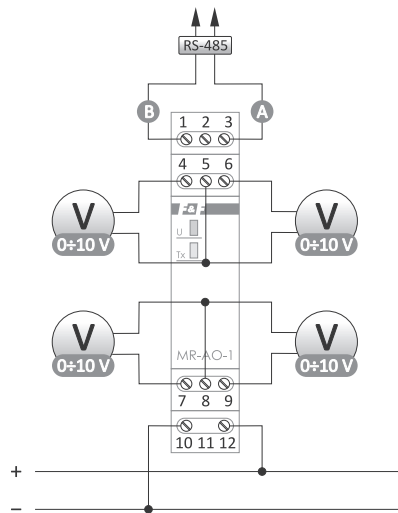 RS-485
B A
1 2 3
4 5 6
F&F
V V
U
0÷10 V 0÷10 V
Tx
V V
MR-AO-1
0÷10 V 0÷10 V
7 8 9
10 11 12
+
−